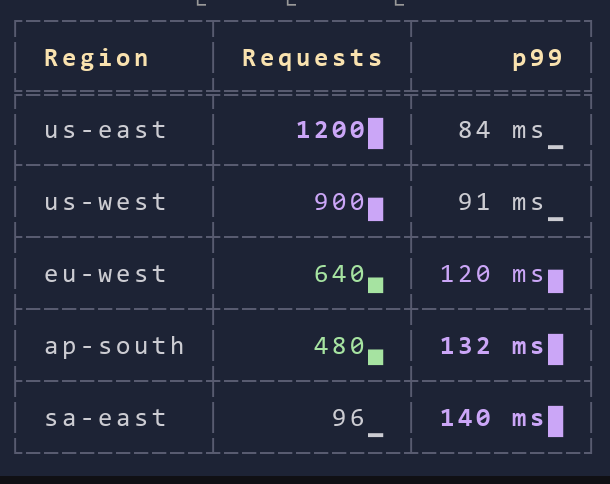 Region Requests p99
us-east 1200█ 84 ms▁
us-west 900▆ 91 ms▁
eu-west 640▄ 120 ms▆
ap-south 480▄ 132 ms█
sa-east 96▁ 140 ms█